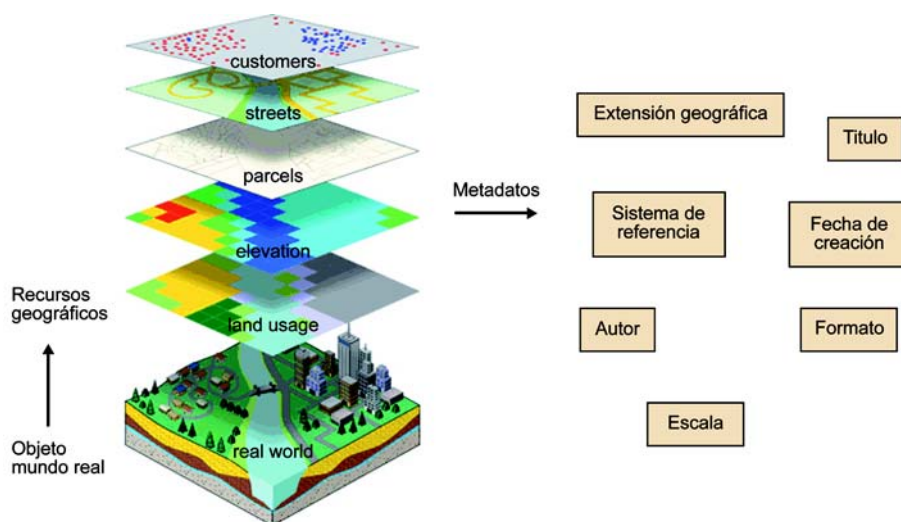 customers
streets
parcels
elevation
land usage
real world
Recursos
geográficos
Objeto
mundo real
Metadatos
Extensión geográfica
Titulo
Sistema de
referencia
Fecha de
creación
Autor
Formato
Escala